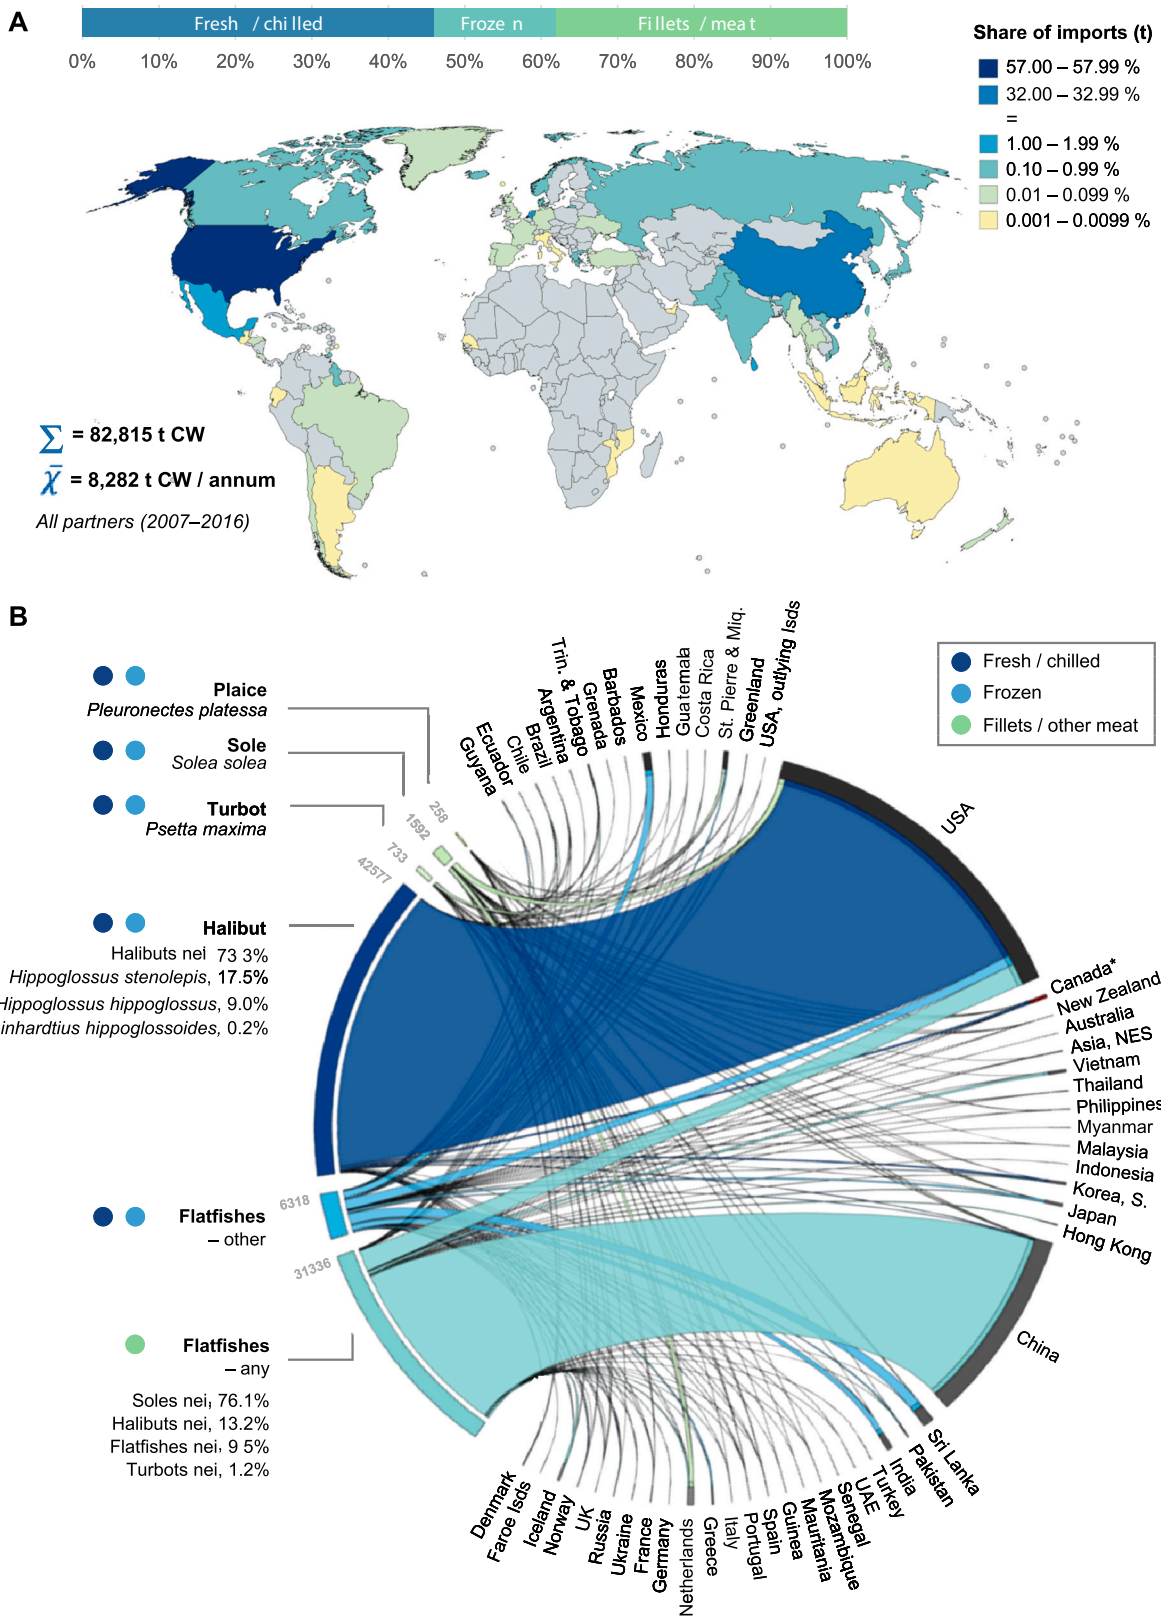 A
Fresh / chilled
Frozen
Fillets / meat
0%
10%
20%
30%
40%
50%
60%
70%
80%
90%
100%
Share of imports (t)
57.00 – 57.99 %
32.00 – 32.99 %
=
1.00 – 1.99 %
0.10 – 0.99 %
0.01 – 0.099 %
0.001 – 0.0099 %
∑ = 82,815 t CW
x̄ = 8,282 t CW / annum
All partners (2007–2016)
B
Fresh / chilled
Frozen
Fillets / other meat
Plaice
Pleuronectes platessa
Sole
Solea solea
Turbot
Psetta maxima
Halibut
Halibuts nei 73 3%
Hippoglossus stenolepis, 17.5%
Hippoglossus hippoglossus, 9.0%
inhardtius hippoglossoides, 0.2%
Flatfishes
– other
Flatfishes
– any
Soles nei, 76.1%
Halibuts nei, 13.2%
Flatfishes nei, 9 5%
Turbots nei, 1.2%
258
1592
733
42577
6318
31336
Guyana
Ecuador
Chile
Brazil
Argentina
Trin. & Tobago
Grenada
Barbados
Mexico
Honduras
Guatemala
Costa Rica
St. Pierre & Miq.
Greenland
USA, outlying Isds
USA
Canada*
New Zealand
Australia
Asia, NES
Vietnam
Thailand
Philippines
Myanmar
Malaysia
Indonesia
Korea, S.
Japan
Hong Kong
China
Sri Lanka
Pakistan
India
Turkey
UAE
Senegal
Mozambique
Mauritania
Guinea
Spain
Portugal
Italy
Greece
Netherlands
Germany
France
Ukraine
Russia
UK
Norway
Iceland
Faroe Isds
Denmark